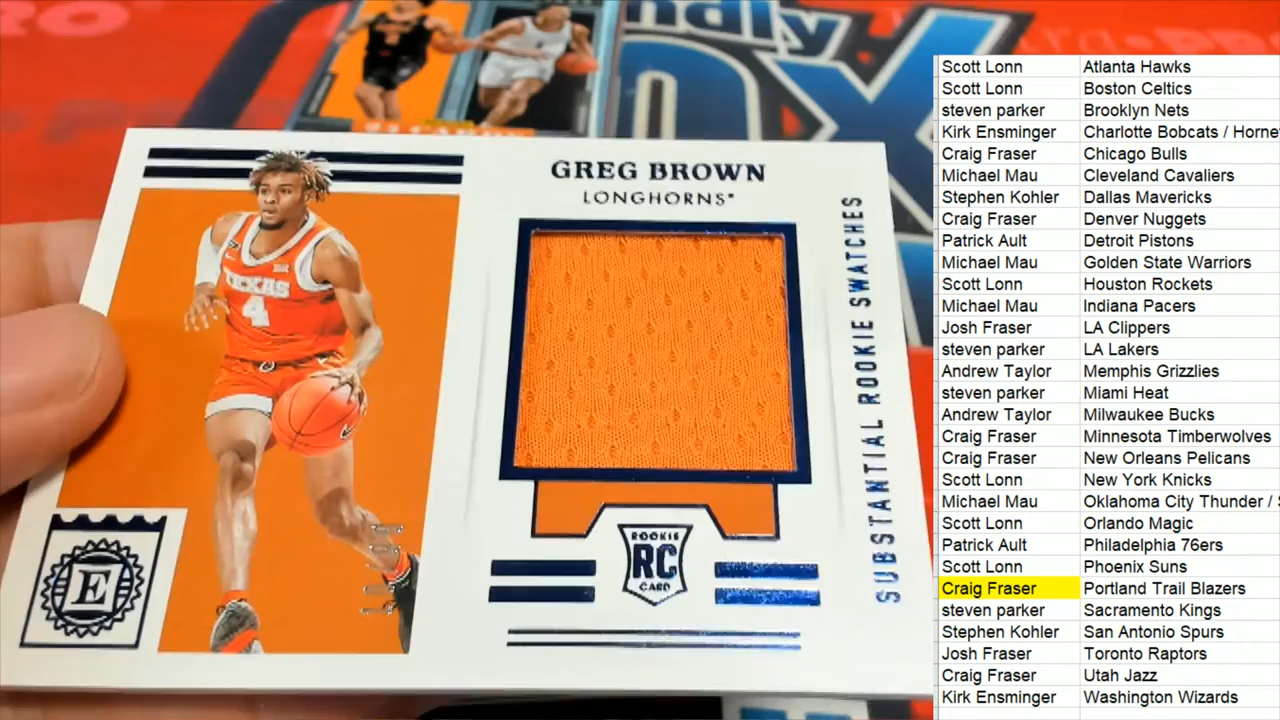 ndly
GREG BROWN
LONGHORNS*
SUBSTANTIAL ROOKIE SWATCHES
TEXAS
4
E
ROOKIE
RC
CARD
Scott Lonn Atlanta Hawks
Scott Lonn Boston Celtics
steven parker Brooklyn Nets
Kirk Ensminger Charlotte Bobcats / Horne
Craig Fraser Chicago Bulls
Michael Mau Cleveland Cavaliers
Stephen Kohler Dallas Mavericks
Craig Fraser Denver Nuggets
Patrick Ault Detroit Pistons
Michael Mau Golden State Warriors
Scott Lonn Houston Rockets
Michael Mau Indiana Pacers
Josh Fraser LA Clippers
steven parker LA Lakers
Andrew Taylor Memphis Grizzlies
steven parker Miami Heat
Andrew Taylor Milwaukee Bucks
Craig Fraser Minnesota Timberwolves
Craig Fraser New Orleans Pelicans
Scott Lonn New York Knicks
Michael Mau Oklahoma City Thunder /
Scott Lonn Orlando Magic
Patrick Ault Philadelphia 76ers
Scott Lonn Phoenix Suns
Craig Fraser Portland Trail Blazers
steven parker Sacramento Kings
Stephen Kohler San Antonio Spurs
Josh Fraser Toronto Raptors
Craig Fraser Utah Jazz
Kirk Ensminger Washington Wizards